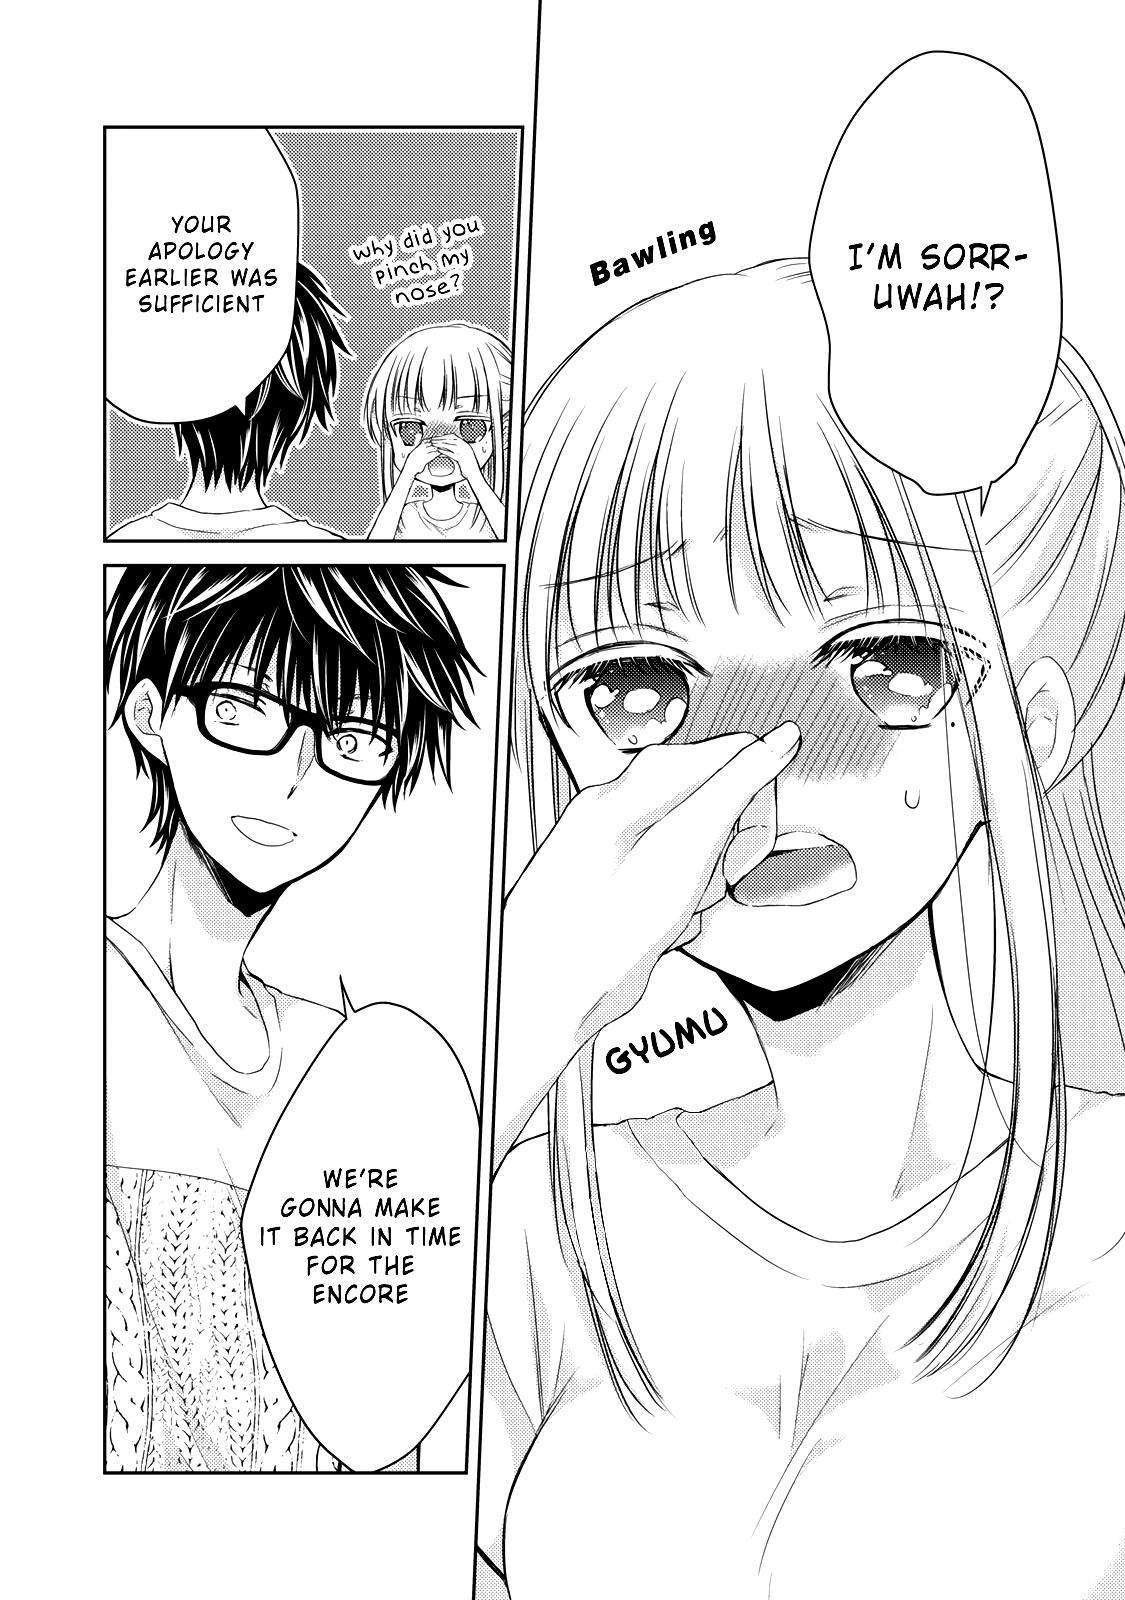 I'M SORR-
UWAH!?
Bawling
GYUMU
YOUR
APOLOGY
EARLIER WAS
SUFFICIENT
why did you
pinch my
nose?
WE'RE
GONNA MAKE
IT BACK IN TIME
FOR THE
ENCORE